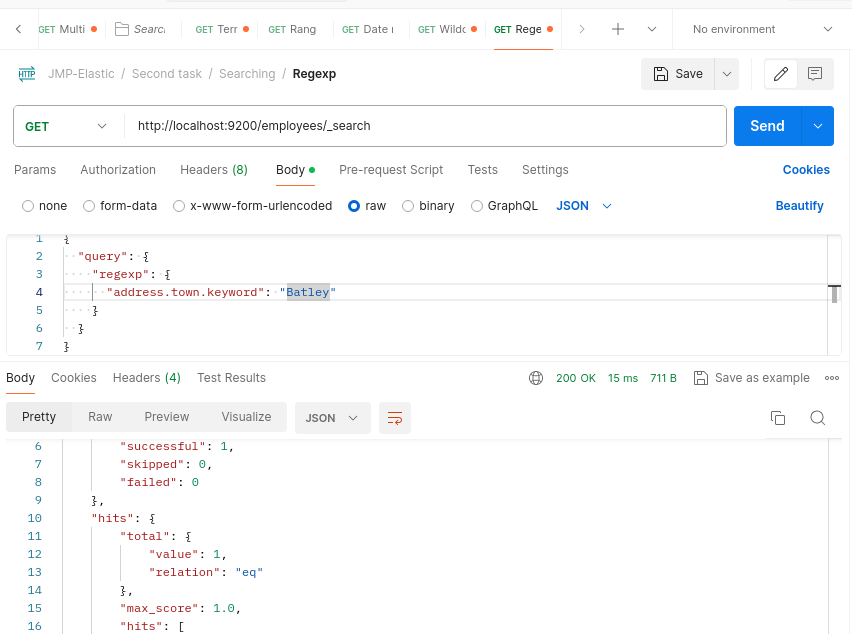 GET Multi
Searc
GET Terr
GET Rang
GET Date r
GET Wildc
GET Rege
No environment
HTTP
JMP-Elastic / Second task / Searching / Regexp
Save
GET
http://localhost:9200/employees/_search
Send
Params
Authorization
Headers (8)
Body
Pre-request Script
Tests
Settings
Cookies
none
form-data
x-www-form-urlencoded
raw
binary
GraphQL
JSON
Beautify
1 {
2 "query": {
3 "regexp": {
4 "address.town.keyword": "Batley"
5 }
6 }
7 }
Body
Cookies
Headers (4)
Test Results
200 OK
15 ms
711 B
Save as example
Pretty
Raw
Preview
Visualize
JSON
6 "successful": 1,
7 "skipped": 0,
8 "failed": 0
9 },
10 "hits": {
11 "total": {
12 "value": 1,
13 "relation": "eq"
14 },
15 "max_score": 1.0,
16 "hits": [